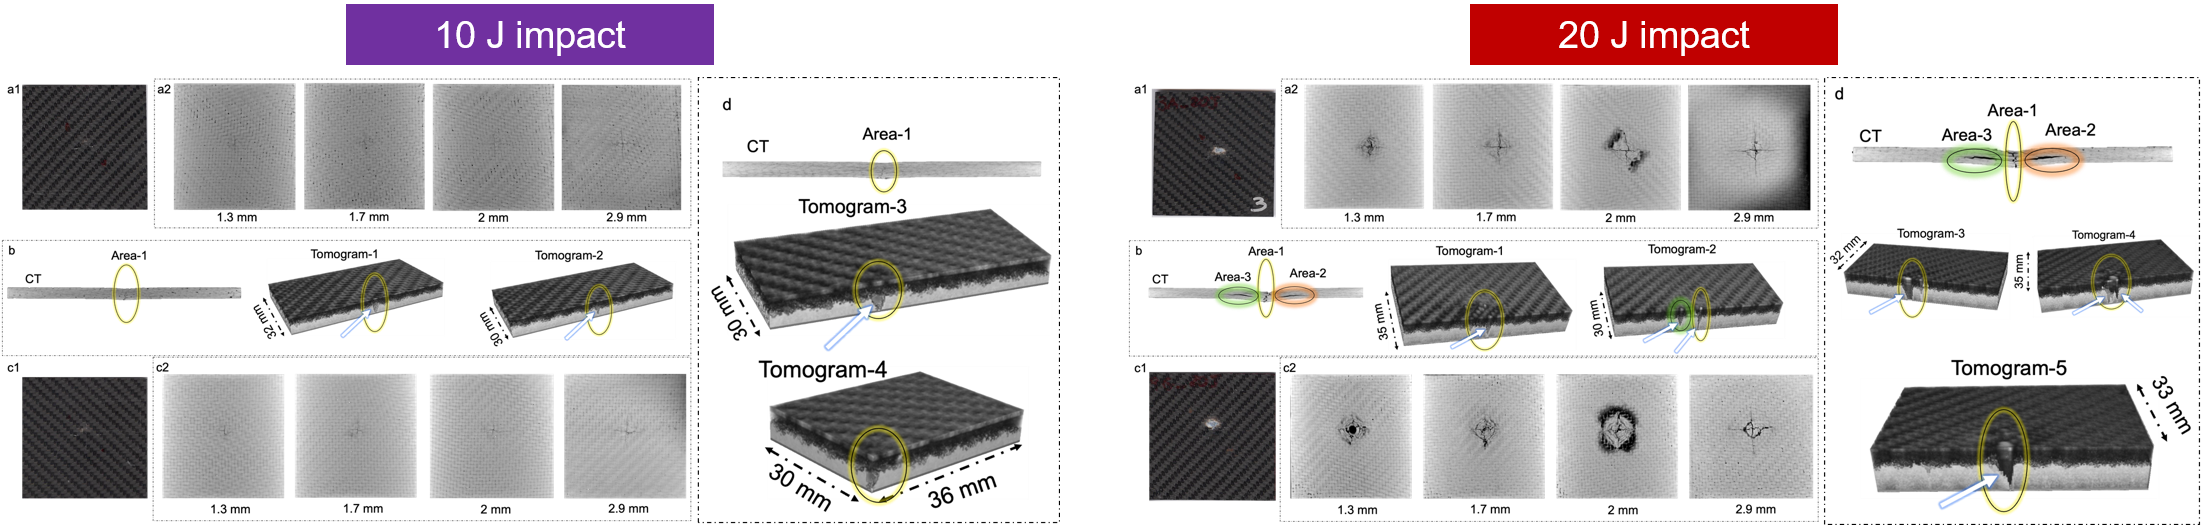 10 J impact
a1
a2
1.3 mm
1.7 mm
2 mm
2.9 mm
b
CT
Area-1
Tomogram-1
32 mm
Tomogram-2
30 mm
c1
c2
1.3 mm
1.7 mm
2 mm
2.9 mm
d
CT
Area-1
Tomogram-3
30 mm
Tomogram-4
30 mm
36 mm
20 J impact
a1
3
a2
1.3 mm
1.7 mm
2 mm
2.9 mm
b
CT
Area-3
Area-1
Area-2
Tomogram-1
35 mm
Tomogram-2
30 mm
c1
c2
1.3 mm
1.7 mm
2 mm
2.9 mm
d
CT
Area-3
Area-1
Area-2
Tomogram-3
32 mm
Tomogram-4
35 mm
Tomogram-5
33 mm